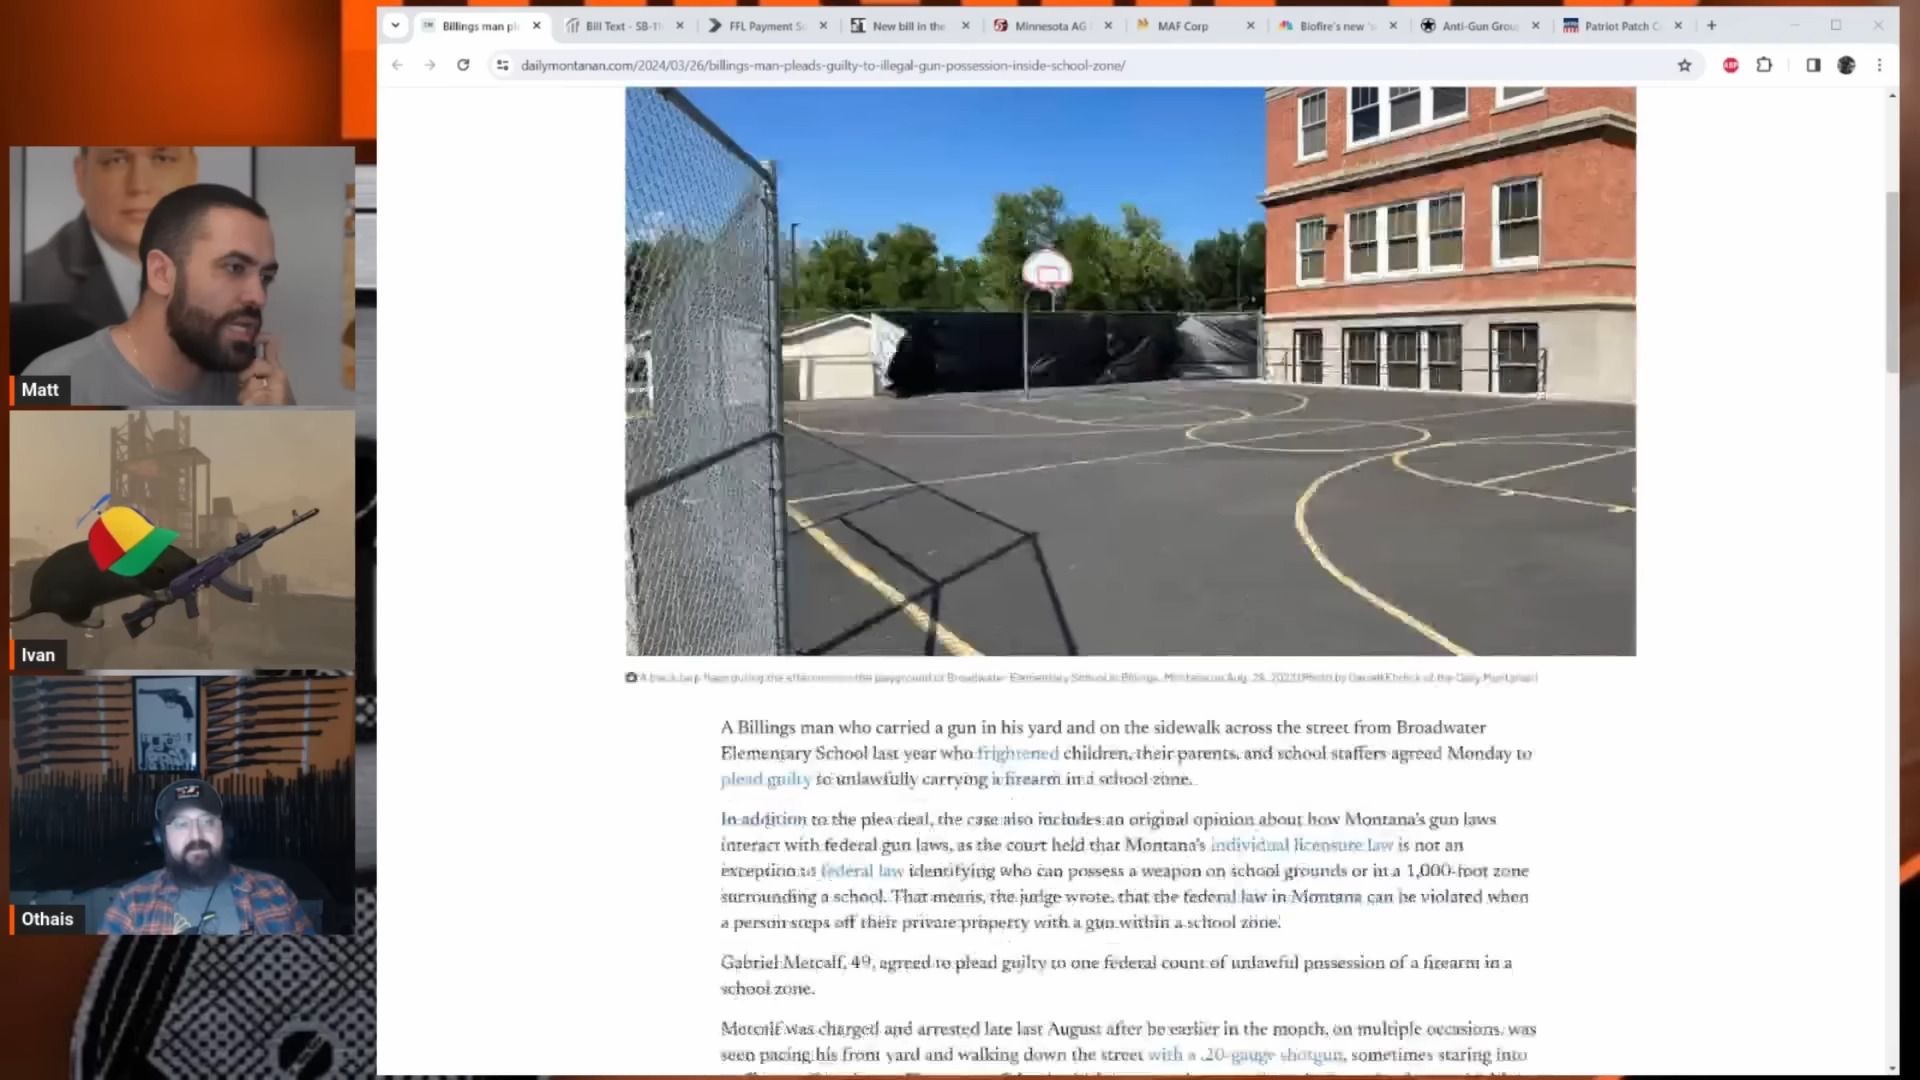 Billings man pl
Bill Text - SB-11
FFL Payment S
New bill in the
Minnesota AG
MAF Corp
Biofire's new 's
Anti-Gun Grou
Patriot Patch C
dailymontanan.com/2024/03/26/billings-man-pleads-guilty-to-illegal-gun-possession-inside-school-zone/
ABP
Matt
Ivan
Othais
A black tarp flaps during the afternoon on the playground of Broadwater Elementary School in Billings, Montana on Aug. 28, 2023 (Photo by Darrell Ehrlick of the Daily Montanan)
A Billings man who carried a gun in his yard and on the sidewalk across the street from Broadwater
Elementary School last year who frightened children, their parents, and school staffers agreed Monday to
plead guilty to unlawfully carrying a firearm in a school zone.
In addition to the plea deal, the case also includes an original opinion about how Montana's gun laws
interact with federal gun laws, as the court held that Montana's individual licensure law is not an
exception to federal law identifying who can possess a weapon on school grounds or in a 1,000-foot zone
surrounding a school. That means, the judge wrote, that the federal law in Montana can be violated when
a person steps off their private property with a gun within a school zone.
Gabriel Metcalf, 49, agreed to plead guilty to one federal count of unlawful possession of a firearm in a
school zone.
Metcalf was charged and arrested late last August after he earlier in the month, on multiple occasions, was
seen pacing his front yard and walking down the street with a .20-gauge shotgun, sometimes staring into